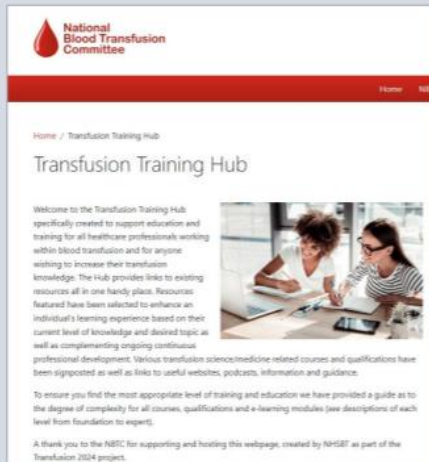 National
Blood Transfusion
Committee
Home
Home / Transfusion Training Hub
Transfusion Training Hub
Welcome to the Transfusion Training Hub
specifically created to support education and
training for all healthcare professionals working
within blood transfusion and for anyone
wishing to increase their transfusion
knowledge. The Hub provides links to existing
resources all in one handy place. Resources
featured have been selected to enhance an
individual's learning experience based on their
current level of knowledge and desired topic as
well as complementing ongoing continuous
professional development. Various transfusion science/medicine related courses and qualifications have
been signposted as well as links to useful websites, podcasts, information and guidance.
To ensure you find the most appropriate level of training and education we have provided a guide as to
the degree of complexity for all courses, qualifications and e-learning modules (see descriptions of each
level from foundation to expert).
A thank you to the NBTC for supporting and hosting this webpage, created by NHSBT as part of the
Transfusion 2024 project.